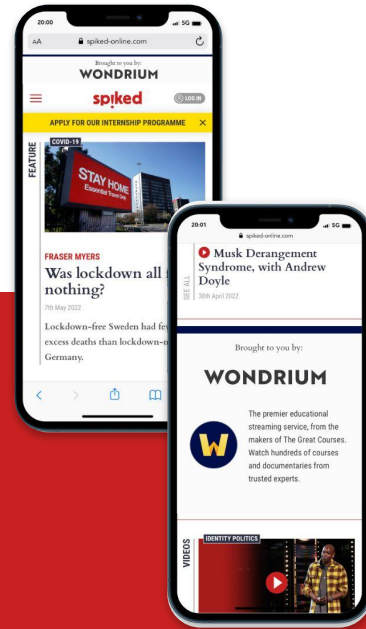 20:00
5G
AA
spiked-online.com
Brought to you by:
WONDRIUM
spiked
LOG IN
APPLY FOR OUR INTERNSHIP PROGRAMME
FEATURE
COVID-19
STAY HOME
Essential Travel Only
FRASER MYERS
Was lockdown all f
nothing?
7th May 2022
Lockdown-free Sweden had few
excess deaths than lockdown-m
Germany.
20:01
5G
spiked-online.com
SEE ALL
Musk Derangement
Syndrome, with Andrew
Doyle
30th April 2022
Brought to you by:
WONDRIUM
W
The premier educational
streaming service, from the
makers of The Great Courses.
Watch hundreds of courses
and documentaries from
trusted experts.
VIDEOS
IDENTITY POLITICS